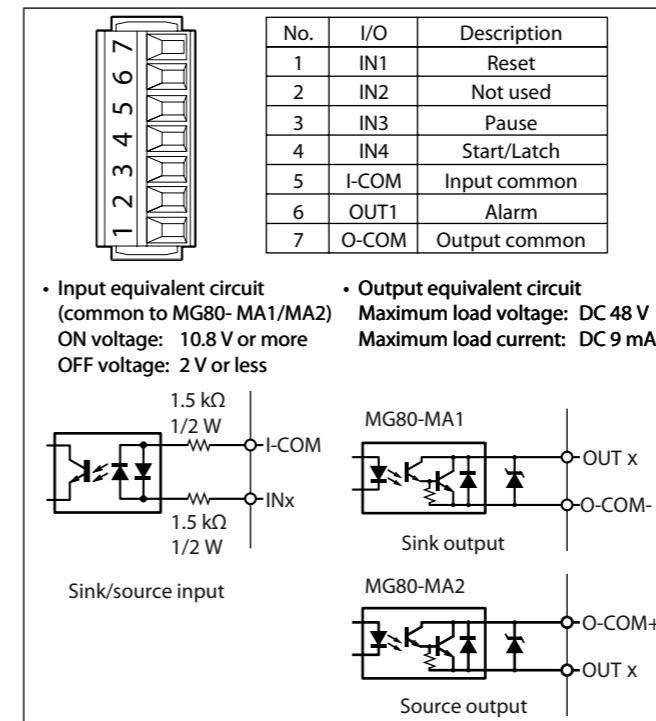 7
6
5
4
3
2
1
No. I/O Description
1 IN1 Reset
2 IN2 Not used
3 IN3 Pause
4 IN4 Start/Latch
5 I-COM Input common
6 OUT1 Alarm
7 O-COM Output common
• Input equivalent circuit
(common to MG80- MA1/MA2)
ON voltage: 10.8 V or more
OFF voltage: 2 V or less
1.5 kΩ
1/2 W
I-COM
INx
1.5 kΩ
1/2 W
Sink/source input
• Output equivalent circuit
Maximum load voltage: DC 48 V
Maximum load current: DC 9 mA
MG80-MA1
OUT x
O-COM-
Sink output
MG80-MA2
O-COM+
OUT x
Source output